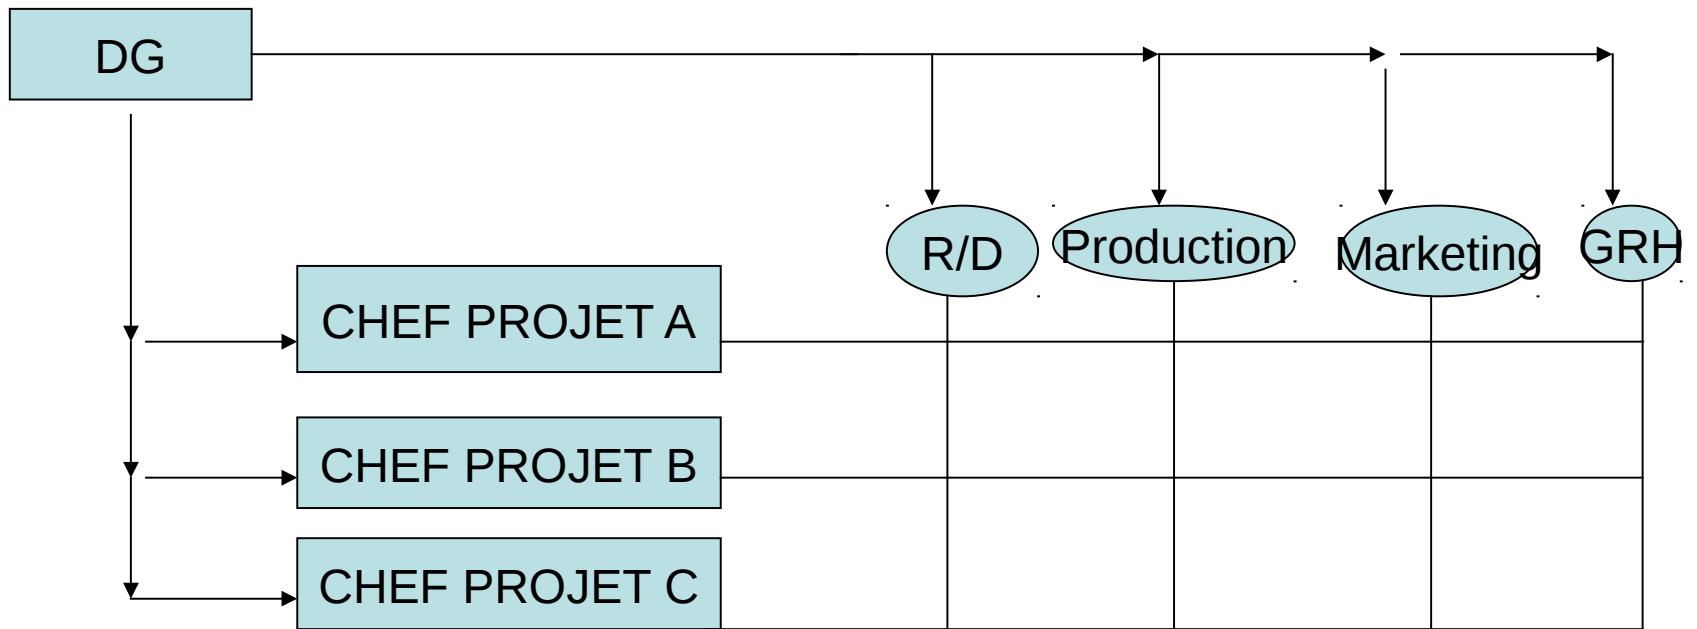 DG
R/D
Production
Marketing
GRH
CHEF PROJET A
CHEF PROJET B
CHEF PROJET C